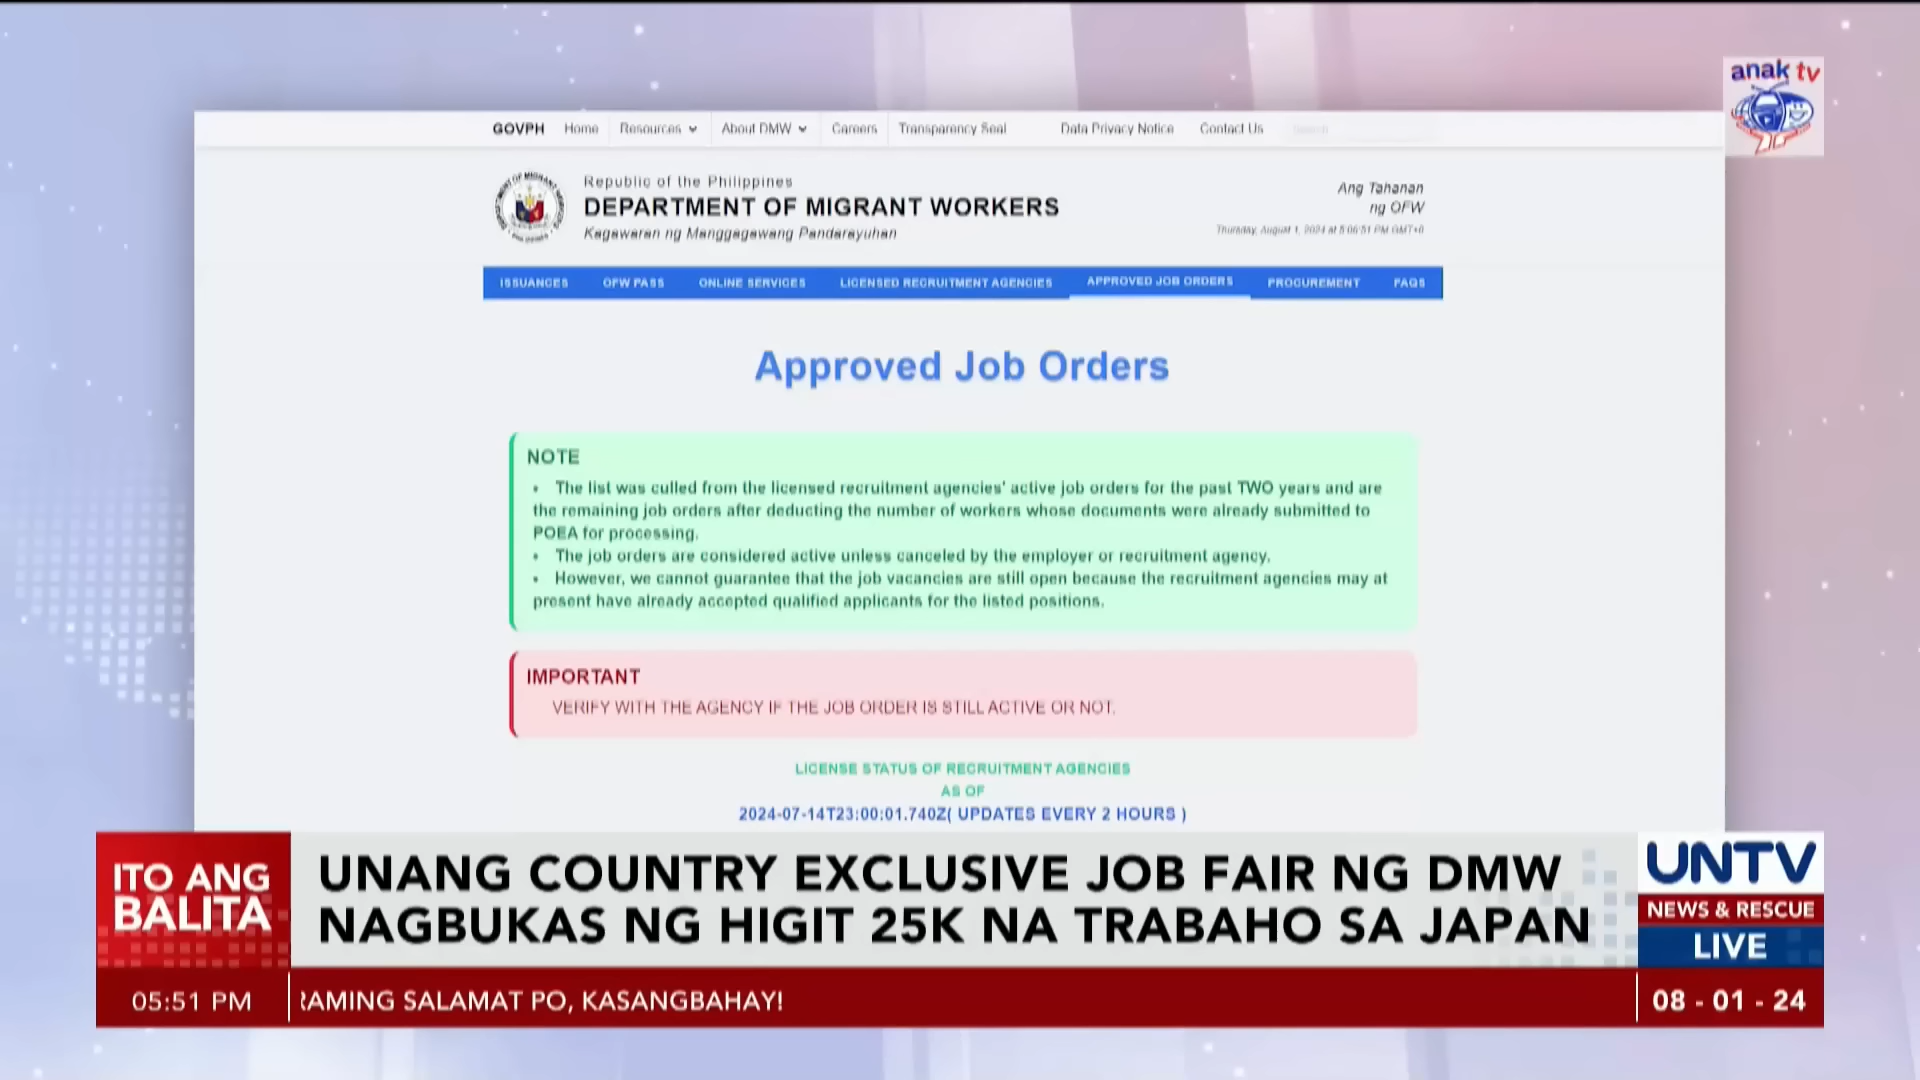 anak tv
GOVPH Home Resources About DMW Careers Transparency Seal Data Privacy Notice Contact Us
Republic of the Philippines
DEPARTMENT OF MIGRANT WORKERS
Kagawaran ng Manggagawang Pandarayuhan
Ang Tahanan
ng OFW
Thursday, August 1, 2024 at
ISSUANCES OFW PASS ONLINE SERVICES LICENSED RECRUITMENT AGENCIES APPROVED JOB ORDERS PROCUREMENT FAQS
Approved Job Orders
NOTE
• The list was culled from the licensed recruitment agencies' active job orders for the past TWO years and are
the remaining job orders after deducting the number of workers whose documents were already submitted to
POEA for processing.
• The job orders are considered active unless canceled by the employer or recruitment agency.
• However, we cannot guarantee that the job vacancies are still open because the recruitment agencies may at
present have already accepted qualified applicants for the listed positions.
IMPORTANT
VERIFY WITH THE AGENCY IF THE JOB ORDER IS STILL ACTIVE OR NOT.
LICENSE STATUS OF RECRUITMENT AGENCIES
AS OF
2024-07-14T23:00:01.740Z( UPDATES EVERY 2 HOURS )
ITO ANG
BALITA
UNANG COUNTRY EXCLUSIVE JOB FAIR NG DMW
NAGBUKAS NG HIGIT 25K NA TRABAHO SA JAPAN
UNTV
NEWS & RESCUE
LIVE
05:51 PM
RAMING SALAMAT PO, KASANGBAHAY!
08 - 01 - 24